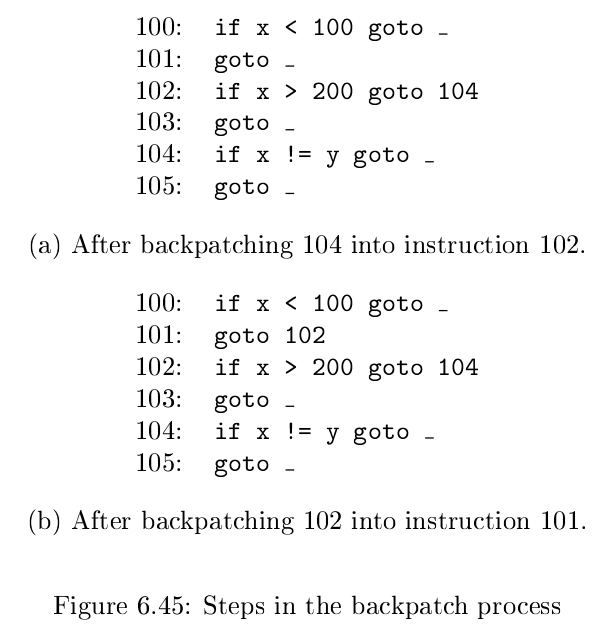 100: if x < 100 goto _
101: goto _
102: if x > 200 goto 104
103: goto _
104: if x != y goto _
105: goto _
(a) After backpatching 104 into instruction 102.
100: if x < 100 goto _
101: goto 102
102: if x > 200 goto 104
103: goto _
104: if x != y goto _
105: goto _
(b) After backpatching 102 into instruction 101.
Figure 6.45: Steps in the backpatch process